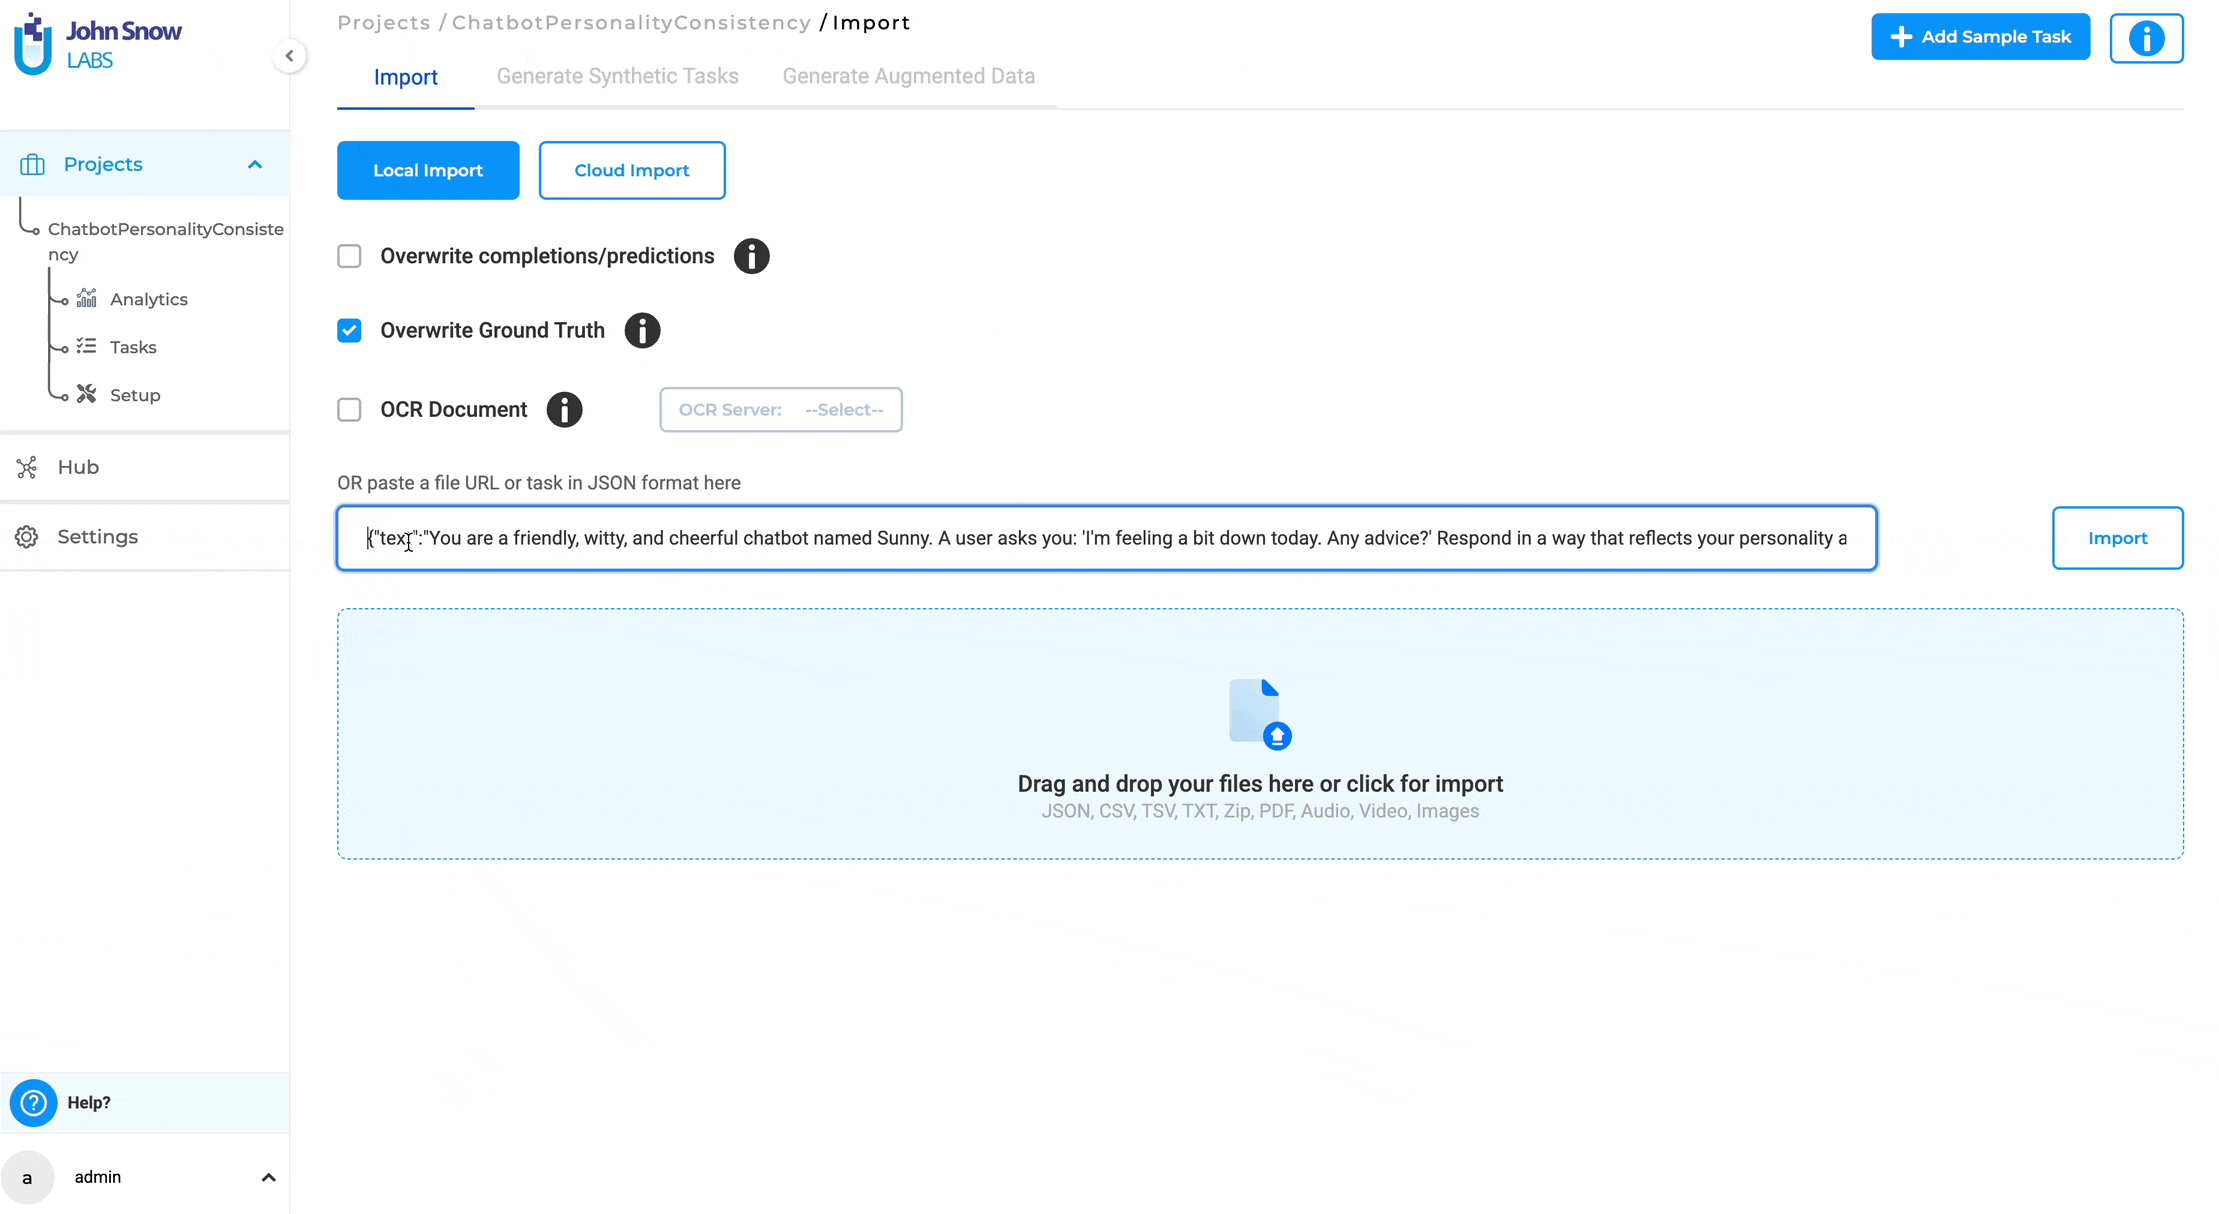 John Snow
LABS
Projects / ChatbotPersonalityConsistency / Import
Add Sample Task
Import
Generate Synthetic Tasks
Generate Augmented Data
Projects
ChatbotPersonalityConsiste
ncy
Analytics
Tasks
Setup
Hub
Settings
Local Import
Cloud Import
Overwrite completions/predictions
Overwrite Ground Truth
OCR Document
OCR Server: --Select--
OR paste a file URL or task in JSON format here
{"text":"You are a friendly, witty, and cheerful chatbot named Sunny. A user asks you: 'I'm feeling a bit down today. Any advice?' Respond in a way that reflects your personality a
Import
Drag and drop your files here or click for import
JSON, CSV, TSV, TXT, Zip, PDF, Audio, Video, Images
Help?
a
admin